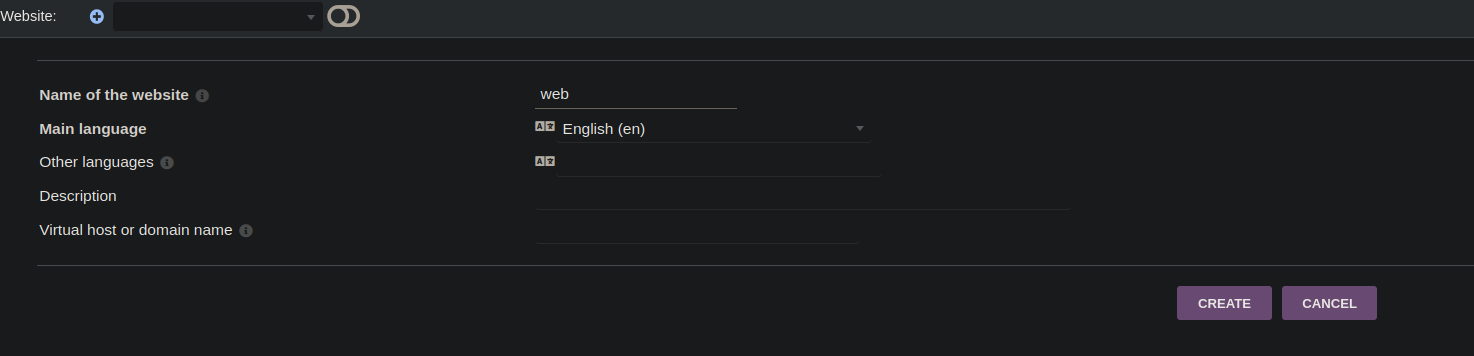 Website:
Name of the website web
Main language English (en)
Other languages
Description
Virtual host or domain name
CREATE CANCEL